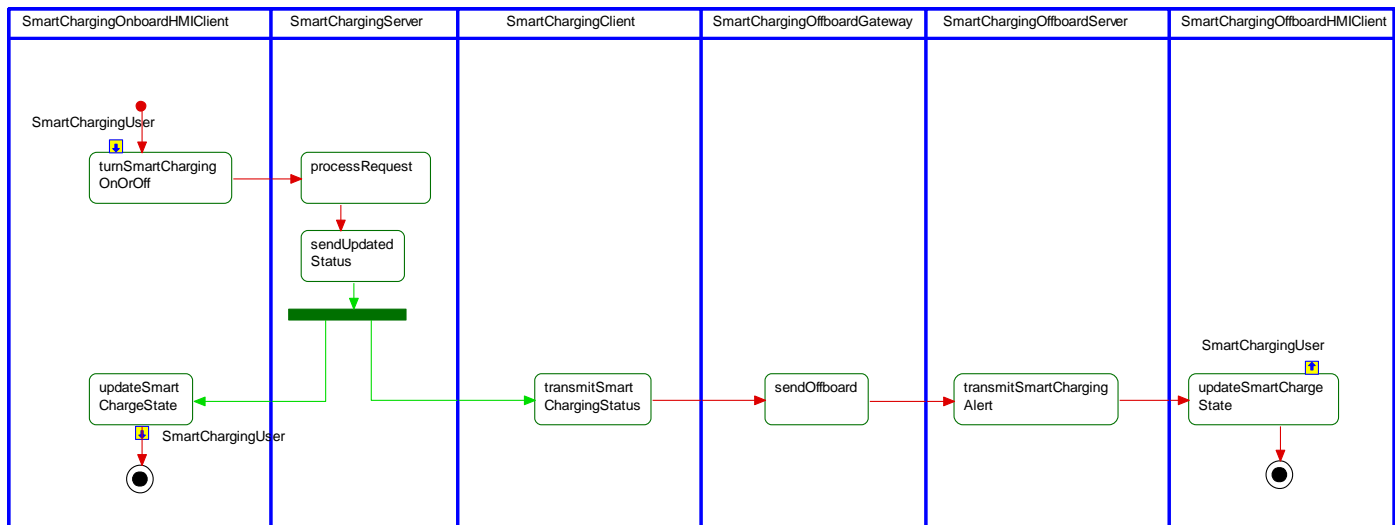 SmartChargingOnboardHMIClient
SmartChargingServer
SmartChargingClient
SmartChargingOffboardGateway
SmartChargingOffboardServer
SmartChargingOffboardHMIClient
SmartChargingUser
turnSmartCharging
OnOrOff
processRequest
sendUpdated
Status
SmartChargingUser
updateSmart
ChargeState
transmitSmart
ChargingStatus
sendOffboard
transmitSmartCharging
Alert
updateSmartCharge
State
SmartChargingUser